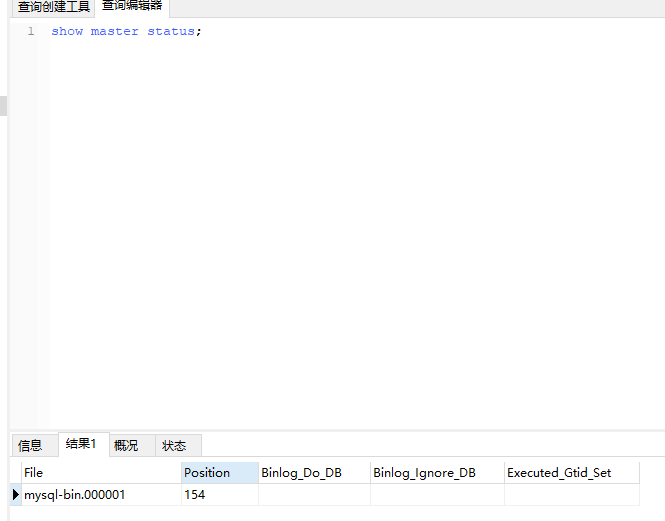 查询创建工具 查询编辑器
1 show master status;
信息 结果1 概况 状态
File Position Binlog_Do_DB Binlog_Ignore_DB Executed_Gtid_Set
mysql-bin.000001 154